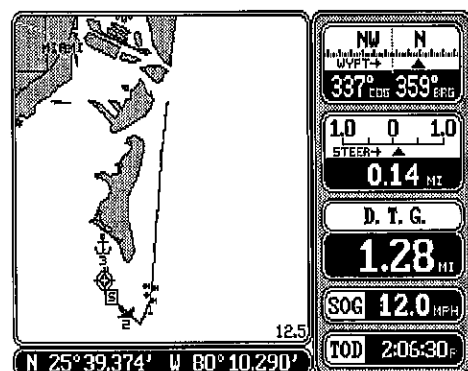 MIAMI
3
S
2
1
12.5
N 25°39.374' W 80°10.290'
NW N
WYPT→
337° COG 359° BRG
1.0 0 1.0
STEER→
0.14 MI
D. T. G.
1.28 MI
SOG 12.0 MPH
TOD 2:06:30P